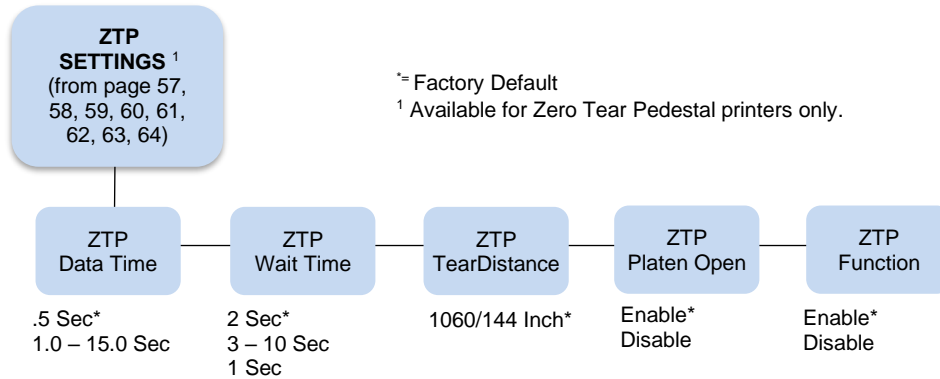 ZTP
SETTINGS ¹
(from page 57,
58, 59, 60, 61,
62, 63, 64)
*= Factory Default
¹ Available for Zero Tear Pedestal printers only.
ZTP
Data Time
ZTP
Wait Time
ZTP
TearDistance
ZTP
Platen Open
ZTP
Function
.5 Sec*
1.0 – 15.0 Sec
2 Sec*
3 – 10 Sec
1 Sec
1060/144 Inch*
Enable*
Disable
Enable*
Disable